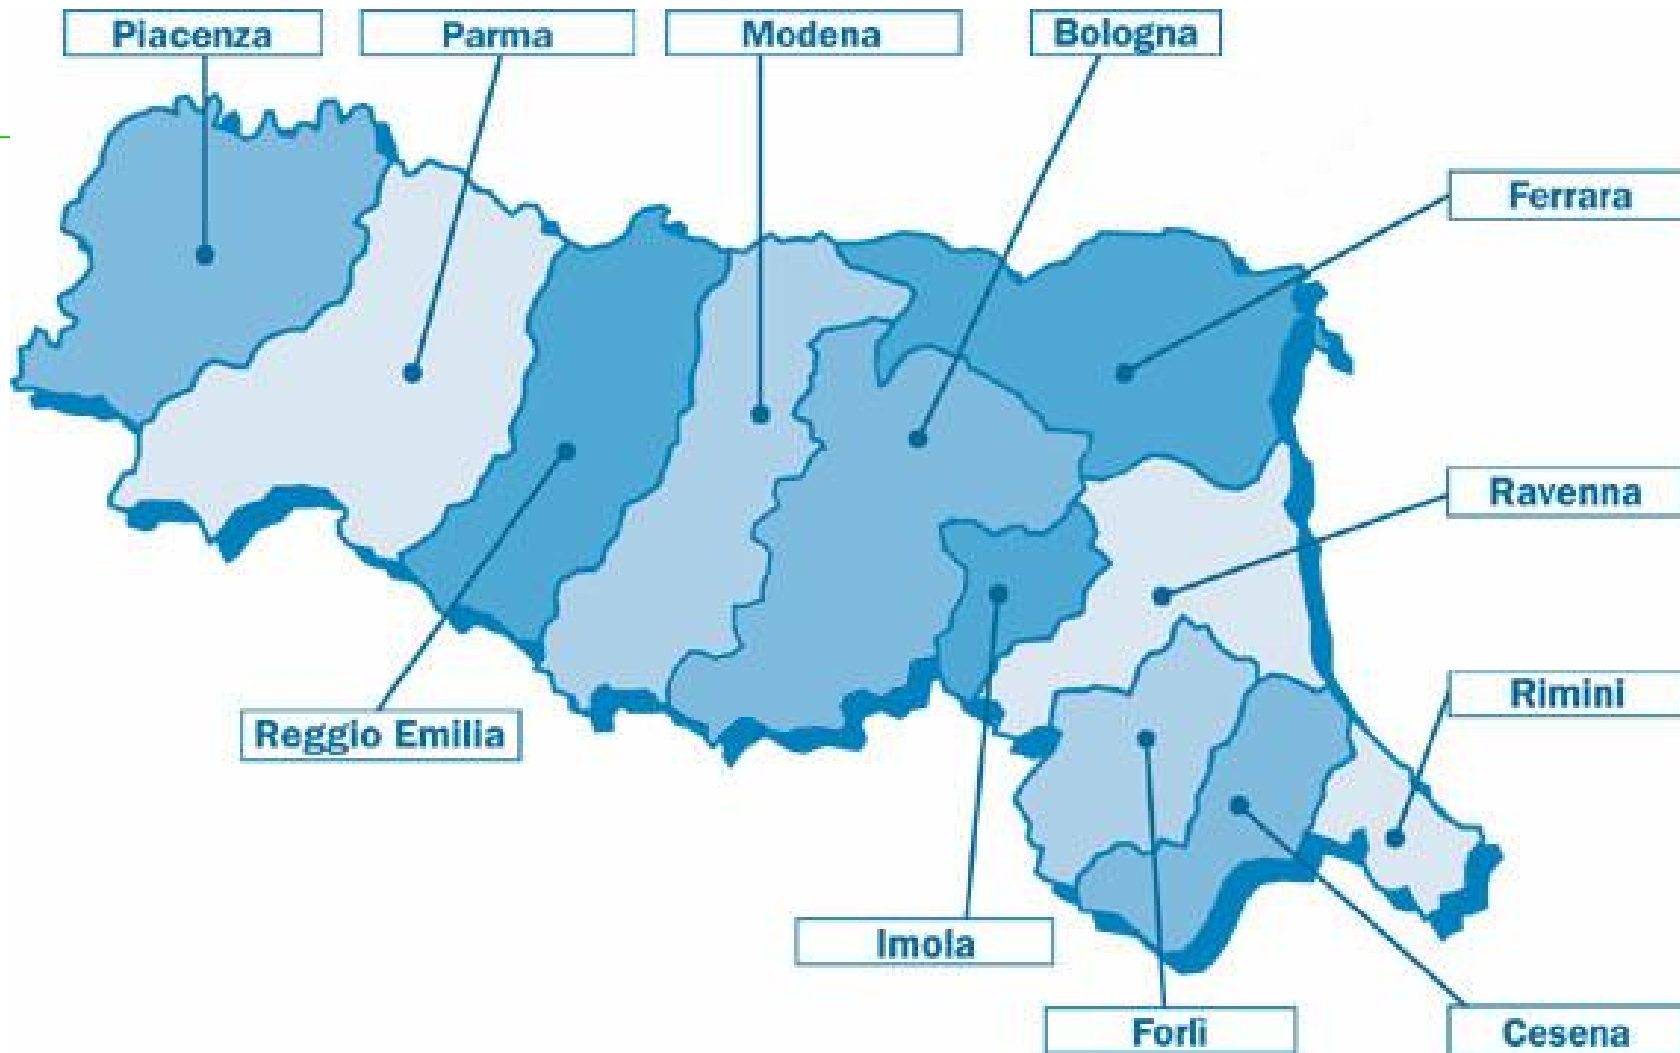 Piacenza
Parma
Modena
Bologna
Ferrara
Ravenna
Rimini
Reggio Emilia
Imola
Forlì
Cesena